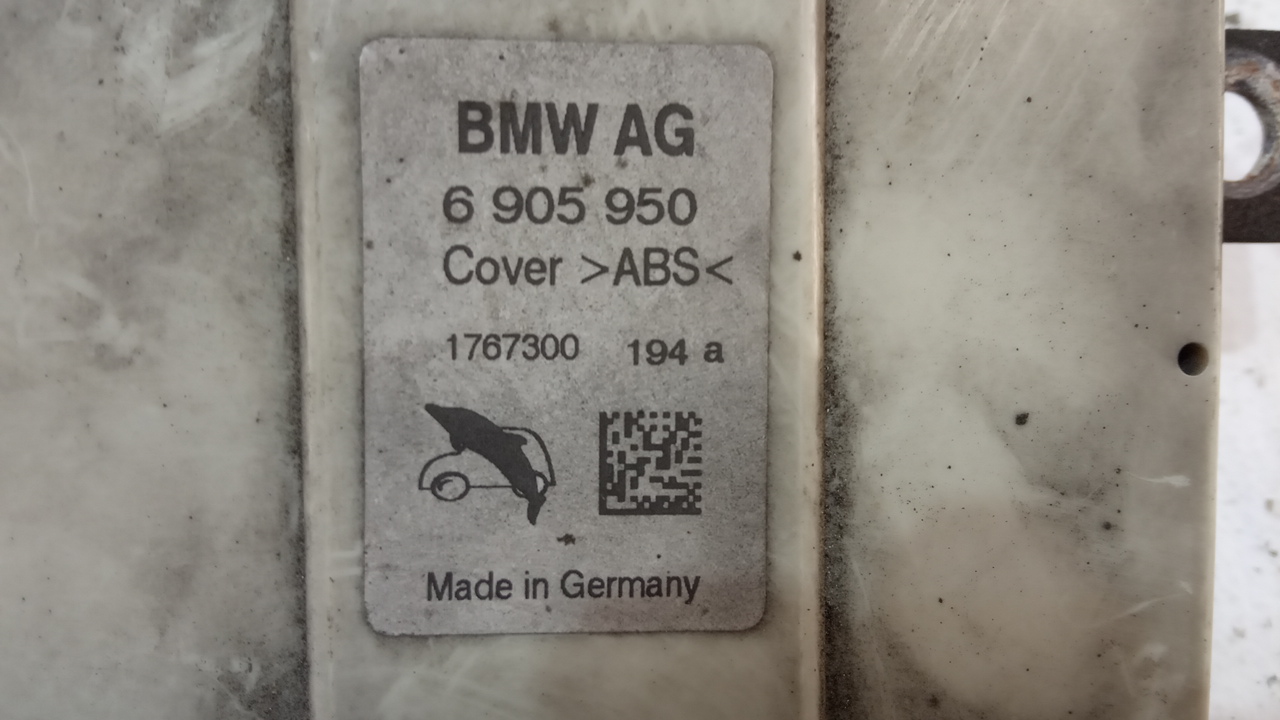 BMW AG
6 905 950
Cover >ABS<
1767300 194 a
Made in Germany